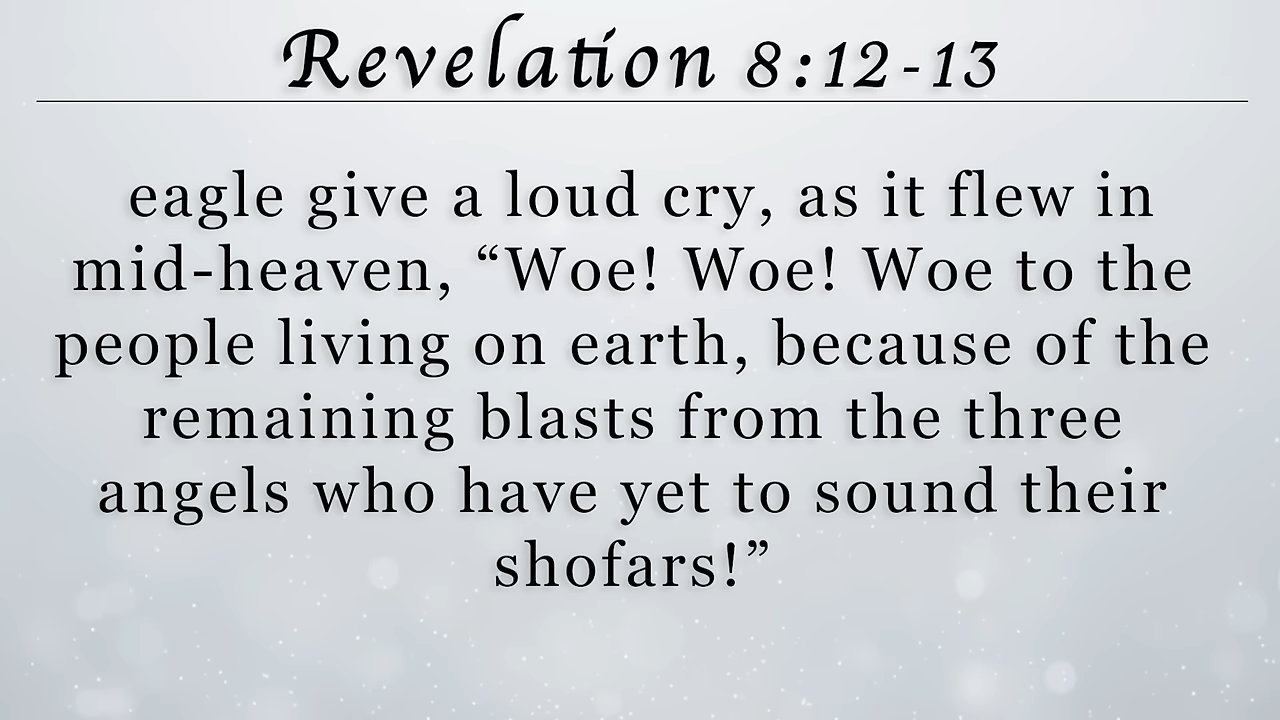 Revelation 8:12-13
eagle give a loud cry, as it flew in
mid-heaven, “Woe! Woe! Woe to the
people living on earth, because of the
remaining blasts from the three
angels who have yet to sound their
shofars!”